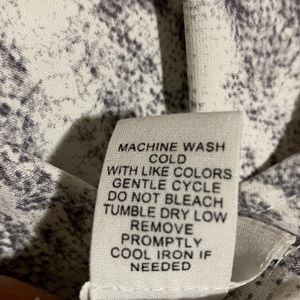 MACHINE WASH
COLD
WITH LIKE COLORS
GENTLE CYCLE
DO NOT BLEACH
TUMBLE DRY LOW
REMOVE
PROMPTLY
COOL IRON IF
NEEDED